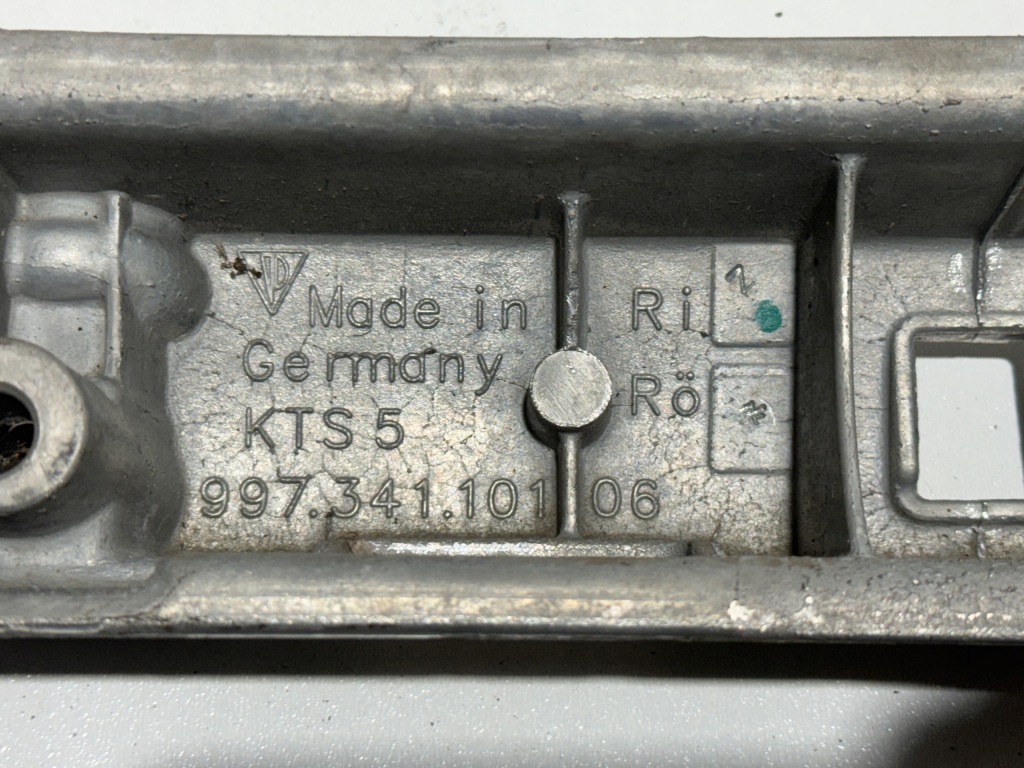 Made in
Germany
KTS 5
997.341.101 06
Ri
Rö